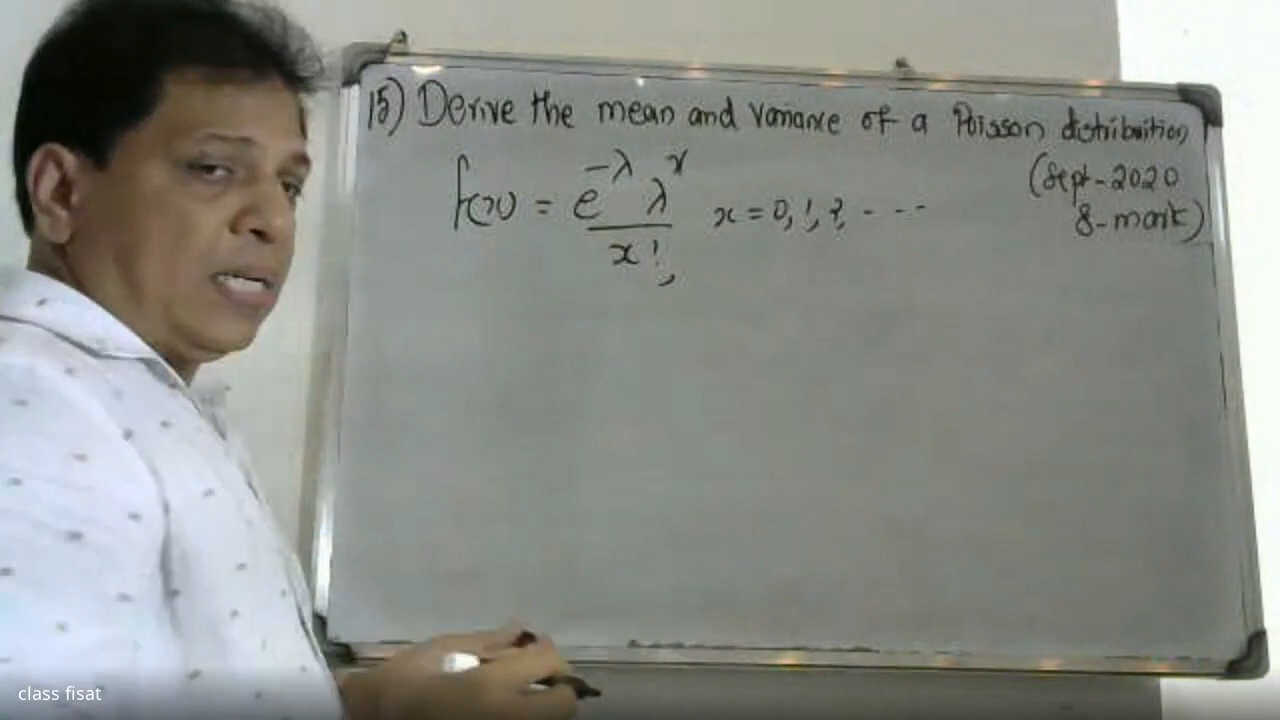 15) Derive the mean and Variance of a Poisson distribution
(Sept-2020
8-mark)
f(x) = e^{-λ} λ^x / x!, x = 0, 1, 2, - - -
class fisat